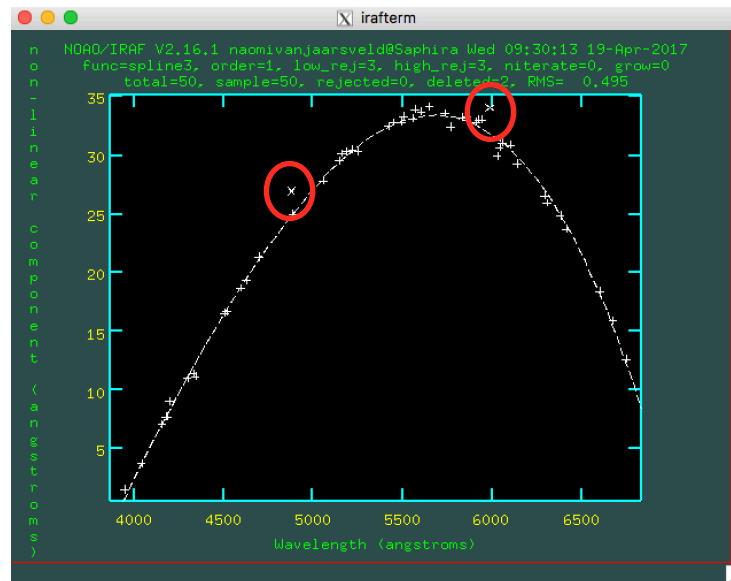 irafterm
NOAO/IRAF V2.16.1 naomivanjaarsveld@Saphira Wed 09:30:13 19-Apr-2017
func=spline3, order=1, low_rej=3, high_rej=3, niterate=0, grow=0
total=50, sample=50, rejected=0, deleted=2, RMS= 0.495
non-linear component (angstroms)
35
30
25
20
15
10
5
4000 4500 5000 5500 6000 6500
Wavelength (angstroms)